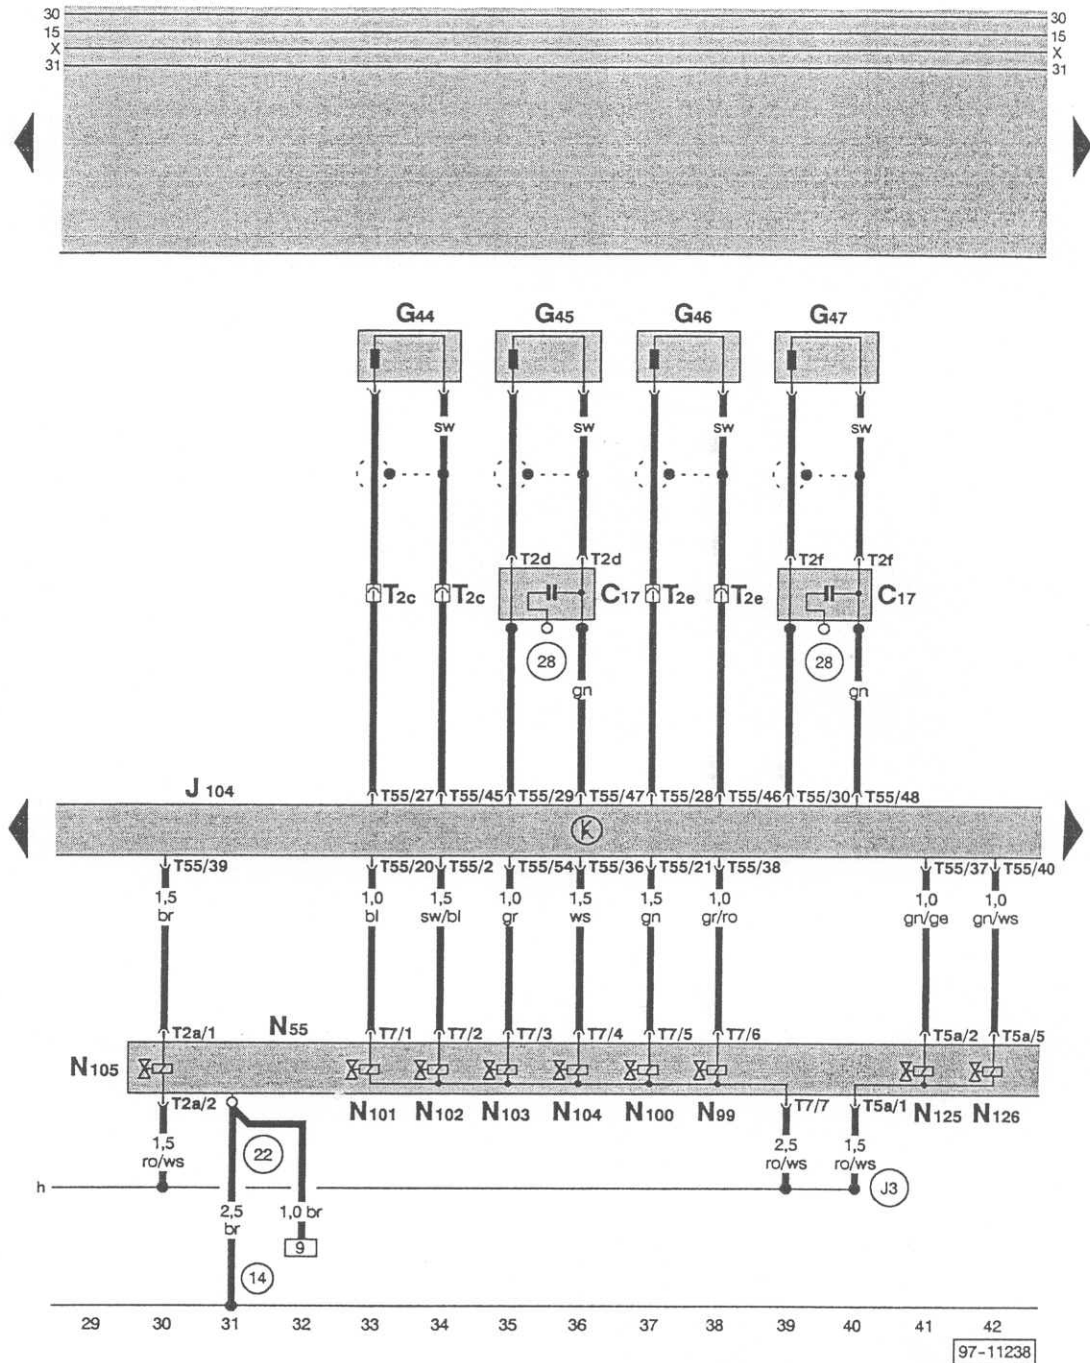 30 30
15 15
X X
31 31
G44 G45 G46 G47
sw sw sw sw
T2d T2d T2f T2f
T2c T2c C17 T2e T2e C17
28 28
gn gn
J 104
T55/27 T55/45 T55/29 T55/47 T55/28 T55/46 T55/30 T55/48
K
T55/39 T55/20 T55/2 T55/54 T55/36 T55/21 T55/38 T55/37 T55/40
1,5 1,0 1,5 1,0 1,5 1,5 1,0 1,0 1,0
br bl sw/bl gr ws gn gr/ro gn/ge gn/ws
T2a/1 N55 T7/1 T7/2 T7/3 T7/4 T7/5 T7/6 T5a/2 T5a/5
N105
T2a/2 N101 N102 N103 N104 N100 N99 T7/7 T5a/1 N125 N126
1,5 22 2,5 1,5
ro/ws ro/ws ro/ws
h J3
2,5 1,0 br
br
9
14
29 30 31 32 33 34 35 36 37 38 39 40 41 42
97-11238